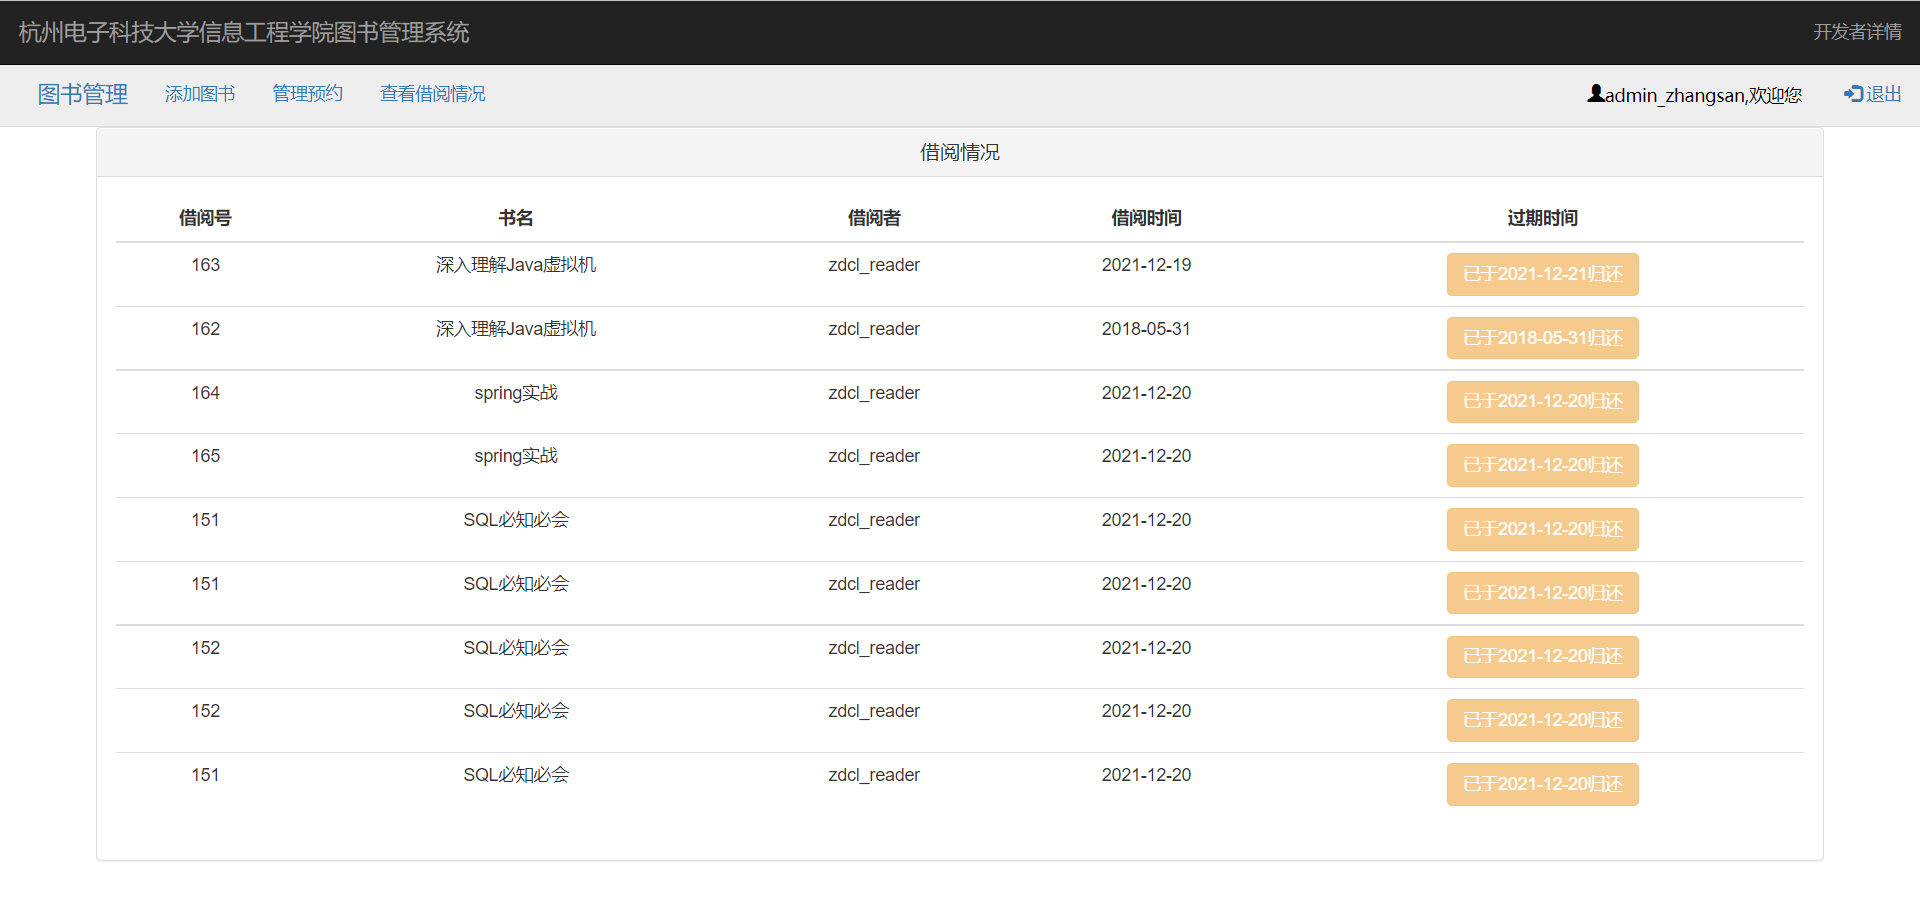 杭州电子科技大学信息工程学院图书管理系统 开发者详情
图书管理 添加图书 管理预约 查看借阅情况 admin_zhangsan,欢迎您 退出
借阅情况
借阅号 书名 借阅者 借阅时间 过期时间
163 深入理解Java虚拟机 zdcl_reader 2021-12-19 已于2021-12-21归还
162 深入理解Java虚拟机 zdcl_reader 2018-05-31 已于2018-05-31归还
164 spring实战 zdcl_reader 2021-12-20 已于2021-12-20归还
165 spring实战 zdcl_reader 2021-12-20 已于2021-12-20归还
151 SQL必知必会 zdcl_reader 2021-12-20 已于2021-12-20归还
151 SQL必知必会 zdcl_reader 2021-12-20 已于2021-12-20归还
152 SQL必知必会 zdcl_reader 2021-12-20 已于2021-12-20归还
152 SQL必知必会 zdcl_reader 2021-12-20 已于2021-12-20归还
151 SQL必知必会 zdcl_reader 2021-12-20 已于2021-12-20归还